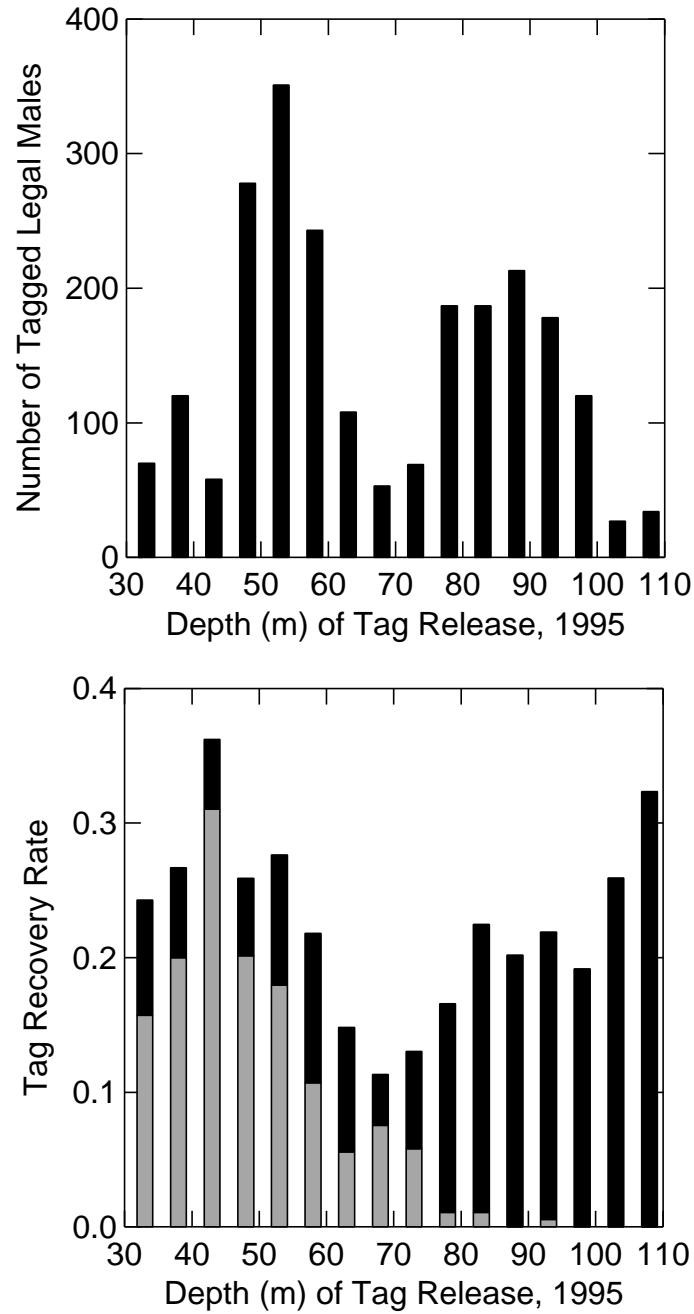 400
300
200
100
0
Number of Tagged Legal Males
30 40 50 60 70 80 90 100 110
Depth (m) of Tag Release, 1995
0.4
0.3
0.2
0.1
0.0
Tag Recovery Rate
30 40 50 60 70 80 90 100 110
Depth (m) of Tag Release, 1995